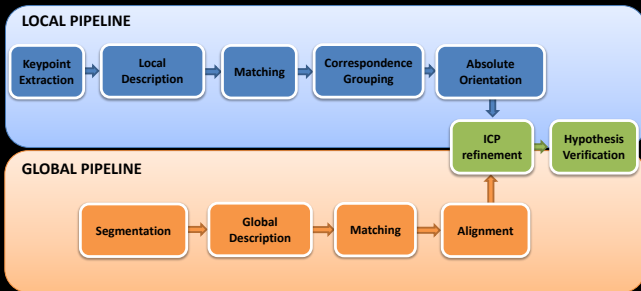 LOCAL PIPELINE
Keypoint
Extraction
Local
Description
Matching
Correspondence
Grouping
Absolute
Orientation
ICP
refinement
Hypothesis
Verification
GLOBAL PIPELINE
Segmentation
Global
Description
Matching
Alignment